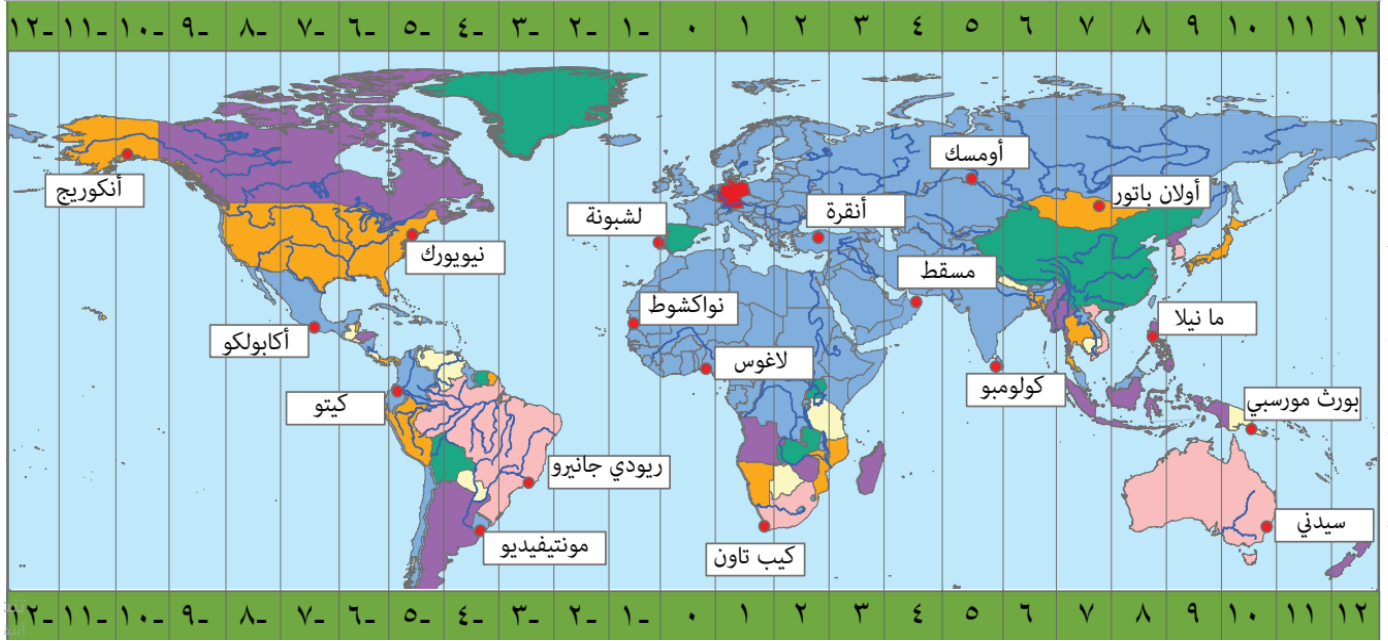 ١٢- ١١- ١٠- ٩- ٨- ٧- ٦- ٥- ٤- ٣- ٢- ١- ٠ ١ ٢ ٣ ٤ ٥ ٦ ٧ ٨ ٩ ١٠ ١١ ١٢
أومسك
أنكوريج
أولان باتور
لشبونة
أنقرة
نيويورك
مسقط
نواكشوط
ما نيلا
أكابولكو
لاغوس
كولومبو
كيتو
بورث مورسبي
ريودي جانيرو
سيدني
مونتيفيديو
كيب تاون
١٢- ١١- ١٠- ٩- ٨- ٧- ٦- ٥- ٤- ٣- ٢- ١- ٠ ١ ٢ ٣ ٤ ٥ ٦ ٧ ٨ ٩ ١٠ ١١ ١٢